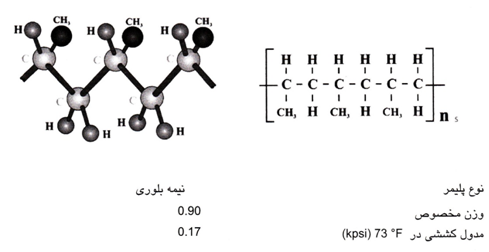 CH₃ CH₃ CH₃
H H H
C C C
C C
H H H H
H H H H H H
- C - C - C - C - C - C -
CH₃ H CH₃ H CH₃ H
n s
نوع پلیمر نیمه بلوری
وزن مخصوص 0.90
مدول کششی در 73 °F (kpsi) 0.17